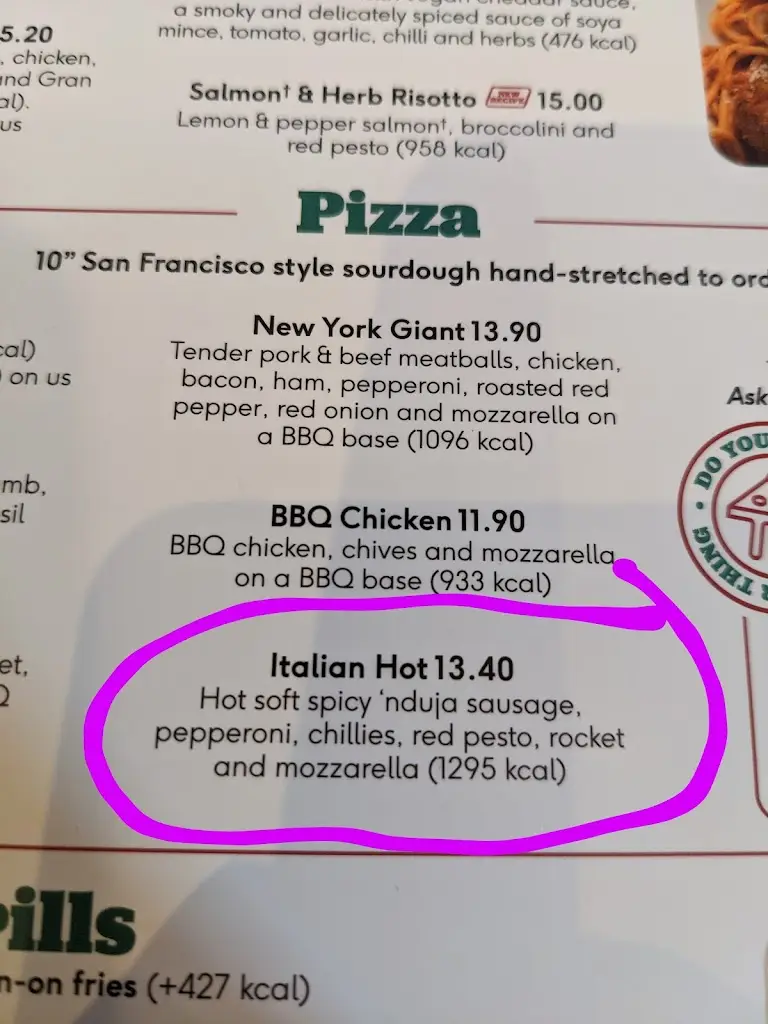 a smoky and delicately spiced sauce of soya
mince, tomato, garlic, chilli and herbs (476 kcal)
5.20
, chicken,
and Gran
al).
us
Salmon† & Herb Risotto NEW RECIPE 15.00
Lemon & pepper salmon†, broccolini and
red pesto (958 kcal)
Pizza
10” San Francisco style sourdough hand-stretched to ord
New York Giant 13.90
Tender pork & beef meatballs, chicken,
bacon, ham, pepperoni, roasted red
pepper, red onion and mozzarella on
a BBQ base (1096 kcal)
cal)
on us
Ask
DO YOU
R THING
BBQ Chicken 11.90
BBQ chicken, chives and mozzarella
on a BBQ base (933 kcal)
mb,
sil
Italian Hot 13.40
Hot soft spicy ‘nduja sausage,
pepperoni, chillies, red pesto, rocket
and mozzarella (1295 kcal)
et,
Q
ills
n-on fries (+427 kcal)